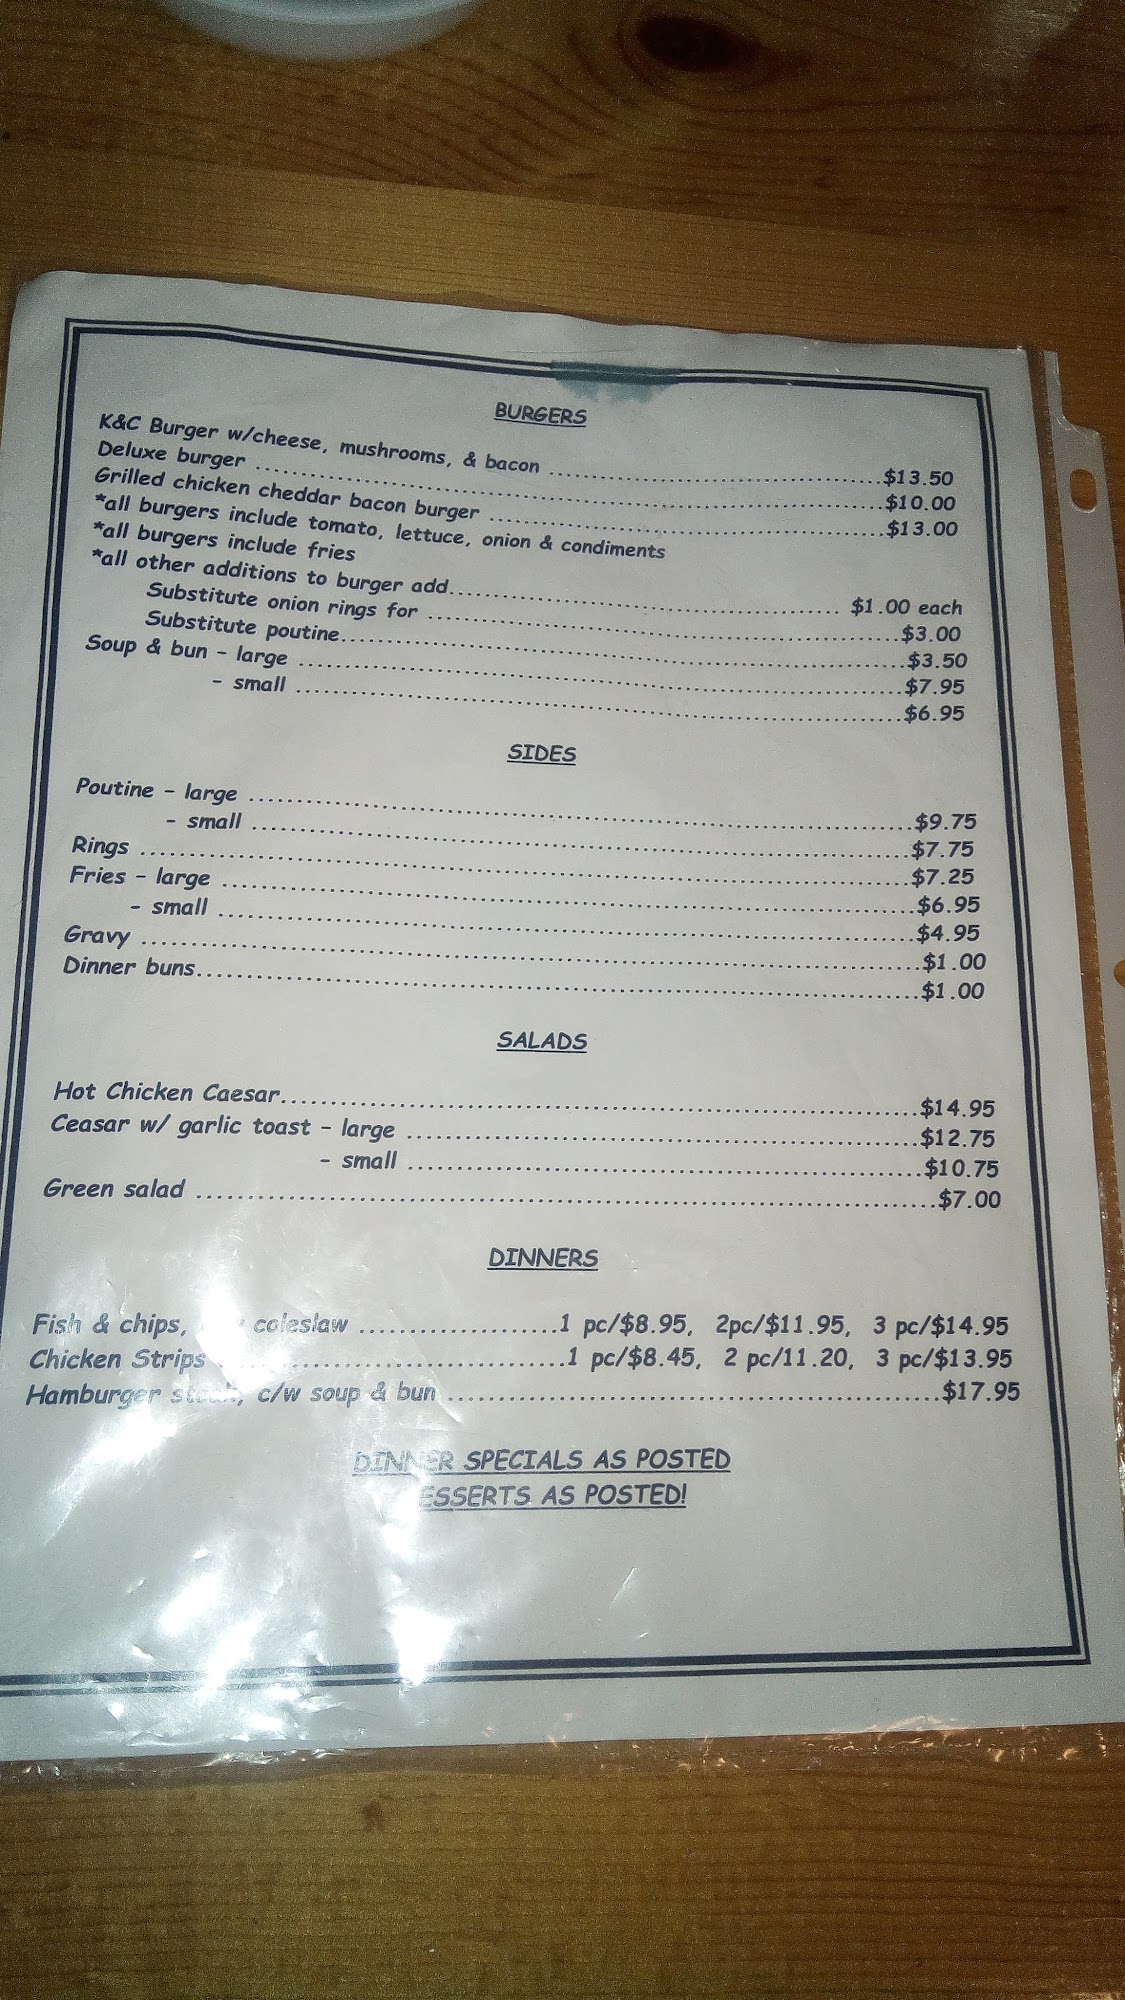 BURGERS
K&C Burger w/cheese, mushrooms, & bacon ........................................$13.50
Deluxe burger ........................................$10.00
Grilled chicken cheddar bacon burger ........................................$13.00
*all burgers include tomato, lettuce, onion & condiments
*all burgers include fries
*all other additions to burger add........................................ $1.00 each
Substitute onion rings for ........................................$3.00
Substitute poutine........................................$3.50
Soup & bun - large ........................................$7.95
- small ........................................$6.95
SIDES
Poutine - large ........................................$9.75
- small ........................................$7.75
Rings ........................................$7.25
Fries - large ........................................$6.95
- small ........................................$4.95
Gravy ........................................$1.00
Dinner buns........................................$1.00
SALADS
Hot Chicken Caesar........................................$14.95
Ceasar w/ garlic toast - large ........................................$12.75
- small ........................................$10.75
Green salad ........................................$7.00
DINNERS
Fish & chips, coleslaw .....................1 pc/$8.95, 2pc/$11.95, 3 pc/$14.95
Chicken Strips ........................................1 pc/$8.45, 2 pc/11.20, 3 pc/$13.95
Hamburger steak, c/w soup & bun ........................................$17.95
DINNER SPECIALS AS POSTED
DESSERTS AS POSTED!